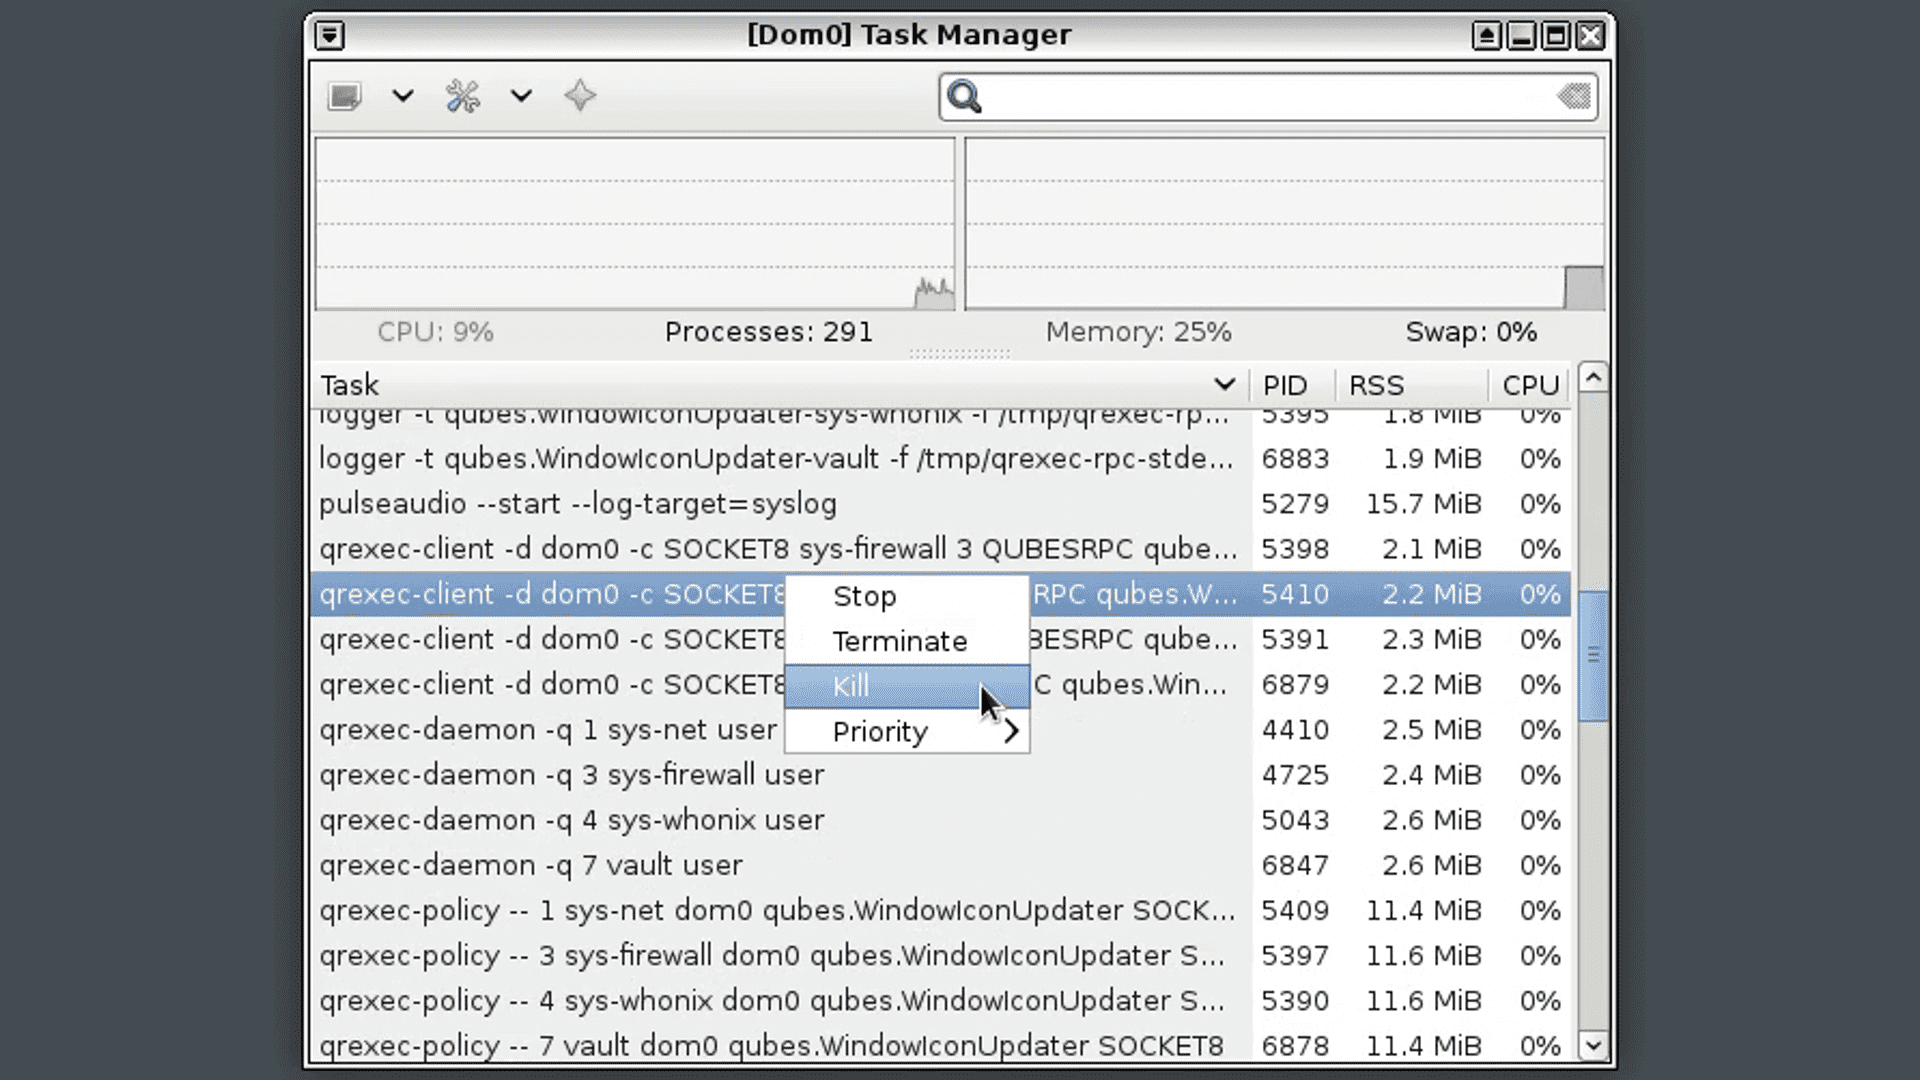 [Dom0] Task Manager
CPU: 9% Processes: 291 Memory: 25% Swap: 0%
Task PID RSS CPU
logger -t qubes.WindowIconUpdater-sys-whonix -f /tmp/qrexec-rp... 5395 1.8 MiB 0%
logger -t qubes.WindowIconUpdater-vault -f /tmp/qrexec-rpc-stde... 6883 1.9 MiB 0%
pulseaudio --start --log-target=syslog 5279 15.7 MiB 0%
qrexec-client -d dom0 -c SOCKET8 sys-firewall 3 QUBESRPC qube... 5398 2.1 MiB 0%
qrexec-client -d dom0 -c SOCKET8 RPC qubes.W... 5410 2.2 MiB 0%
qrexec-client -d dom0 -c SOCKET8 BESRPC qube... 5391 2.3 MiB 0%
qrexec-client -d dom0 -c SOCKET8 C qubes.Win... 6879 2.2 MiB 0%
Stop
Terminate
Kill
Priority
qrexec-daemon -q 1 sys-net user 4410 2.5 MiB 0%
qrexec-daemon -q 3 sys-firewall user 4725 2.4 MiB 0%
qrexec-daemon -q 4 sys-whonix user 5043 2.6 MiB 0%
qrexec-daemon -q 7 vault user 6847 2.6 MiB 0%
qrexec-policy -- 1 sys-net dom0 qubes.WindowIconUpdater SOCK... 5409 11.4 MiB 0%
qrexec-policy -- 3 sys-firewall dom0 qubes.WindowIconUpdater S... 5397 11.6 MiB 0%
qrexec-policy -- 4 sys-whonix dom0 qubes.WindowIconUpdater S... 5390 11.6 MiB 0%
qrexec-policy -- 7 vault dom0 qubes.WindowIconUpdater SOCKET8 6878 11.4 MiB 0%